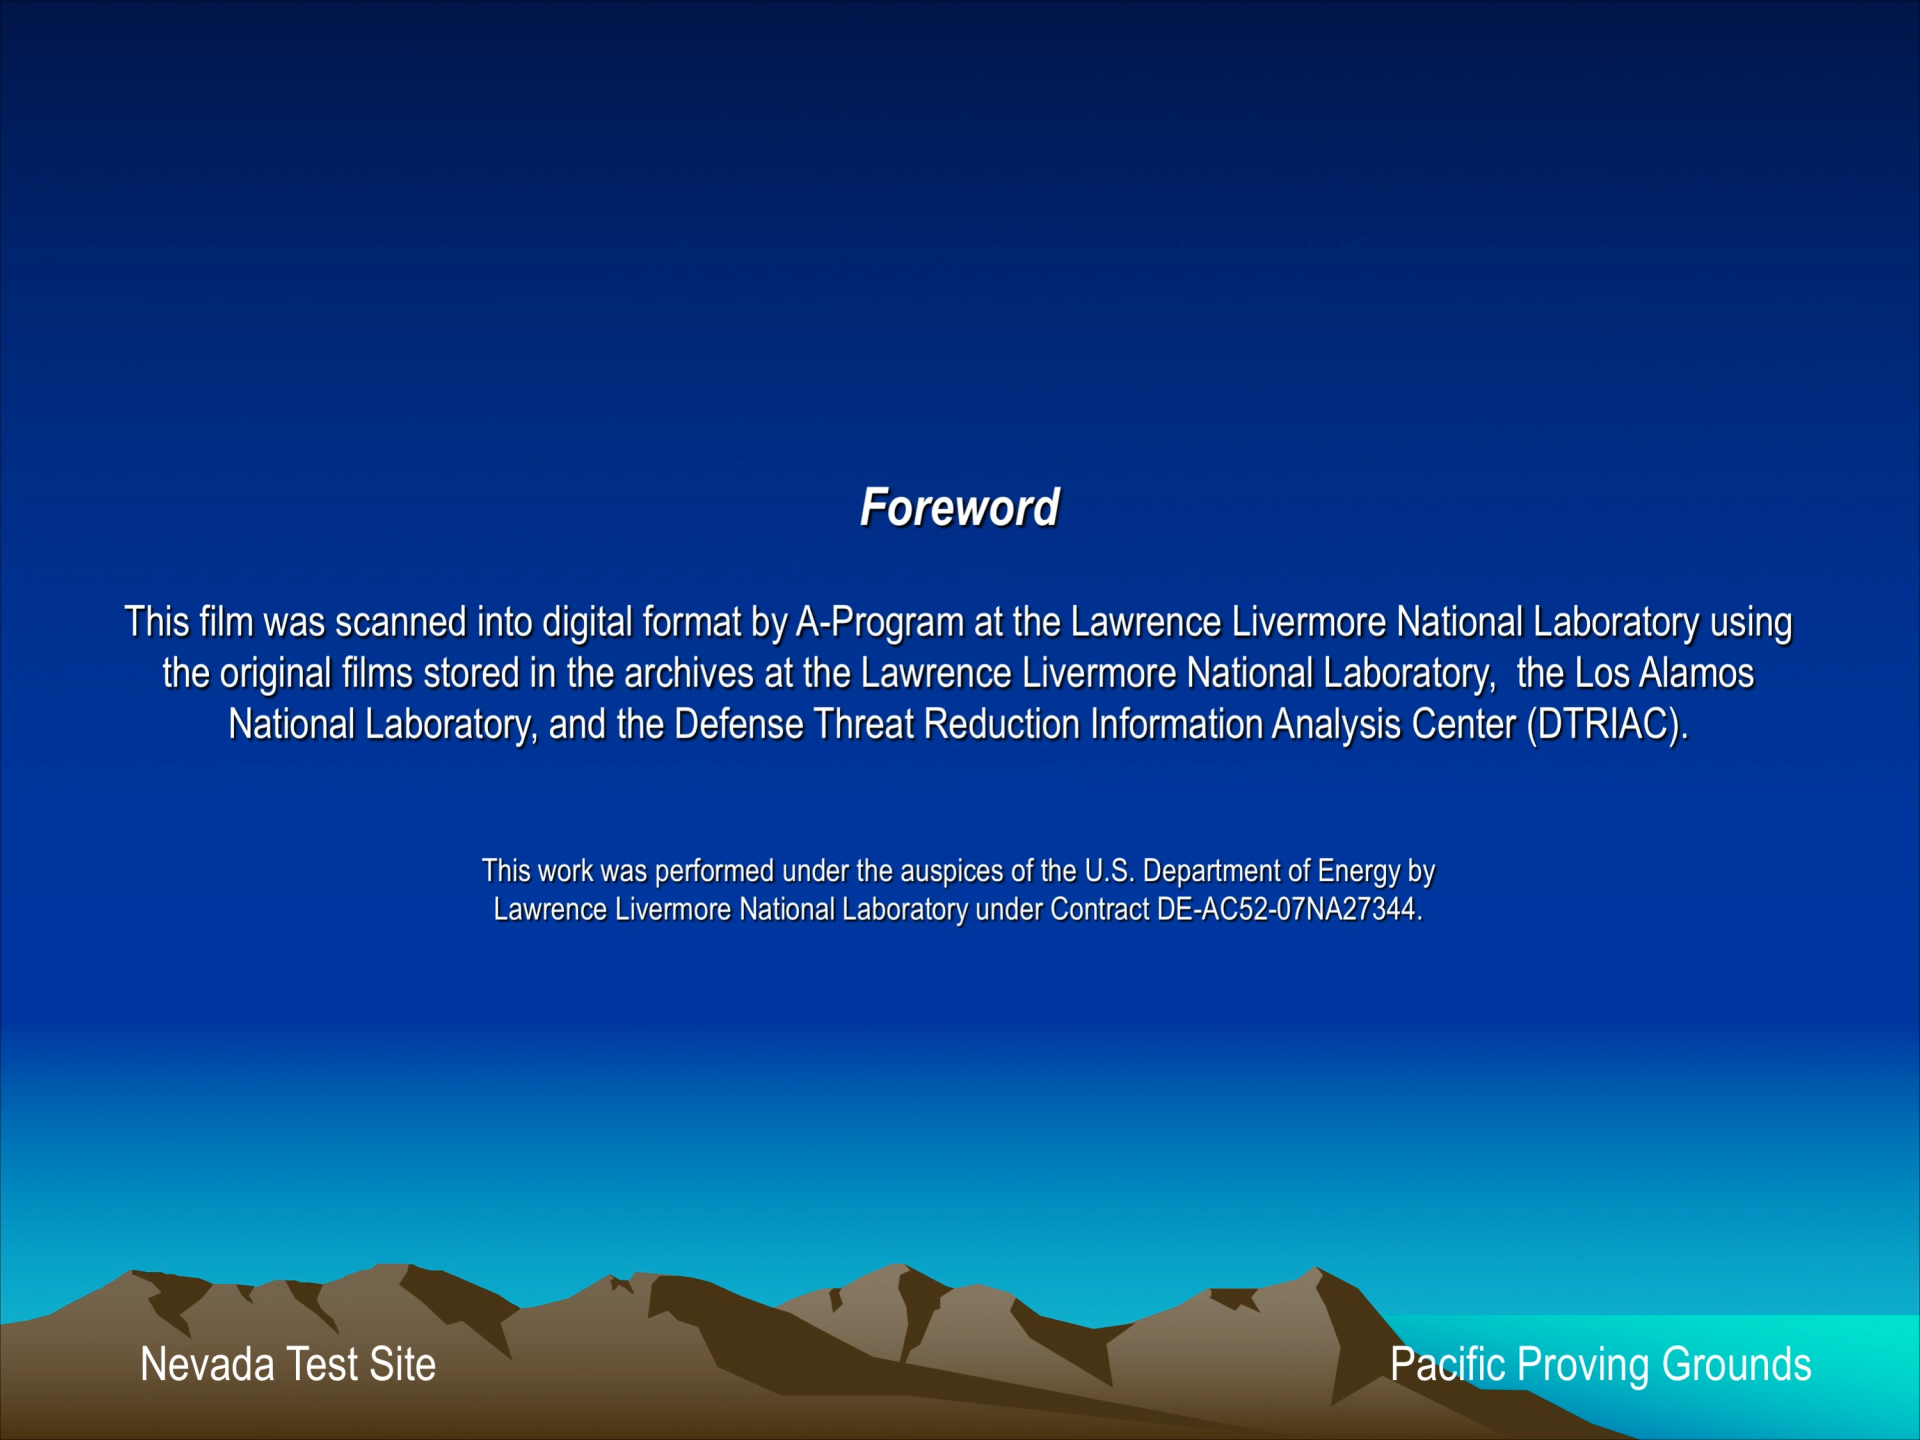 Foreword
This film was scanned into digital format by A-Program at the Lawrence Livermore National Laboratory using
the original films stored in the archives at the Lawrence Livermore National Laboratory,  the Los Alamos
National Laboratory, and the Defense Threat Reduction Information Analysis Center (DTRIAC).
This work was performed under the auspices of the U.S. Department of Energy by
Lawrence Livermore National Laboratory under Contract DE-AC52-07NA27344.
Nevada Test Site
Pacific Proving Grounds